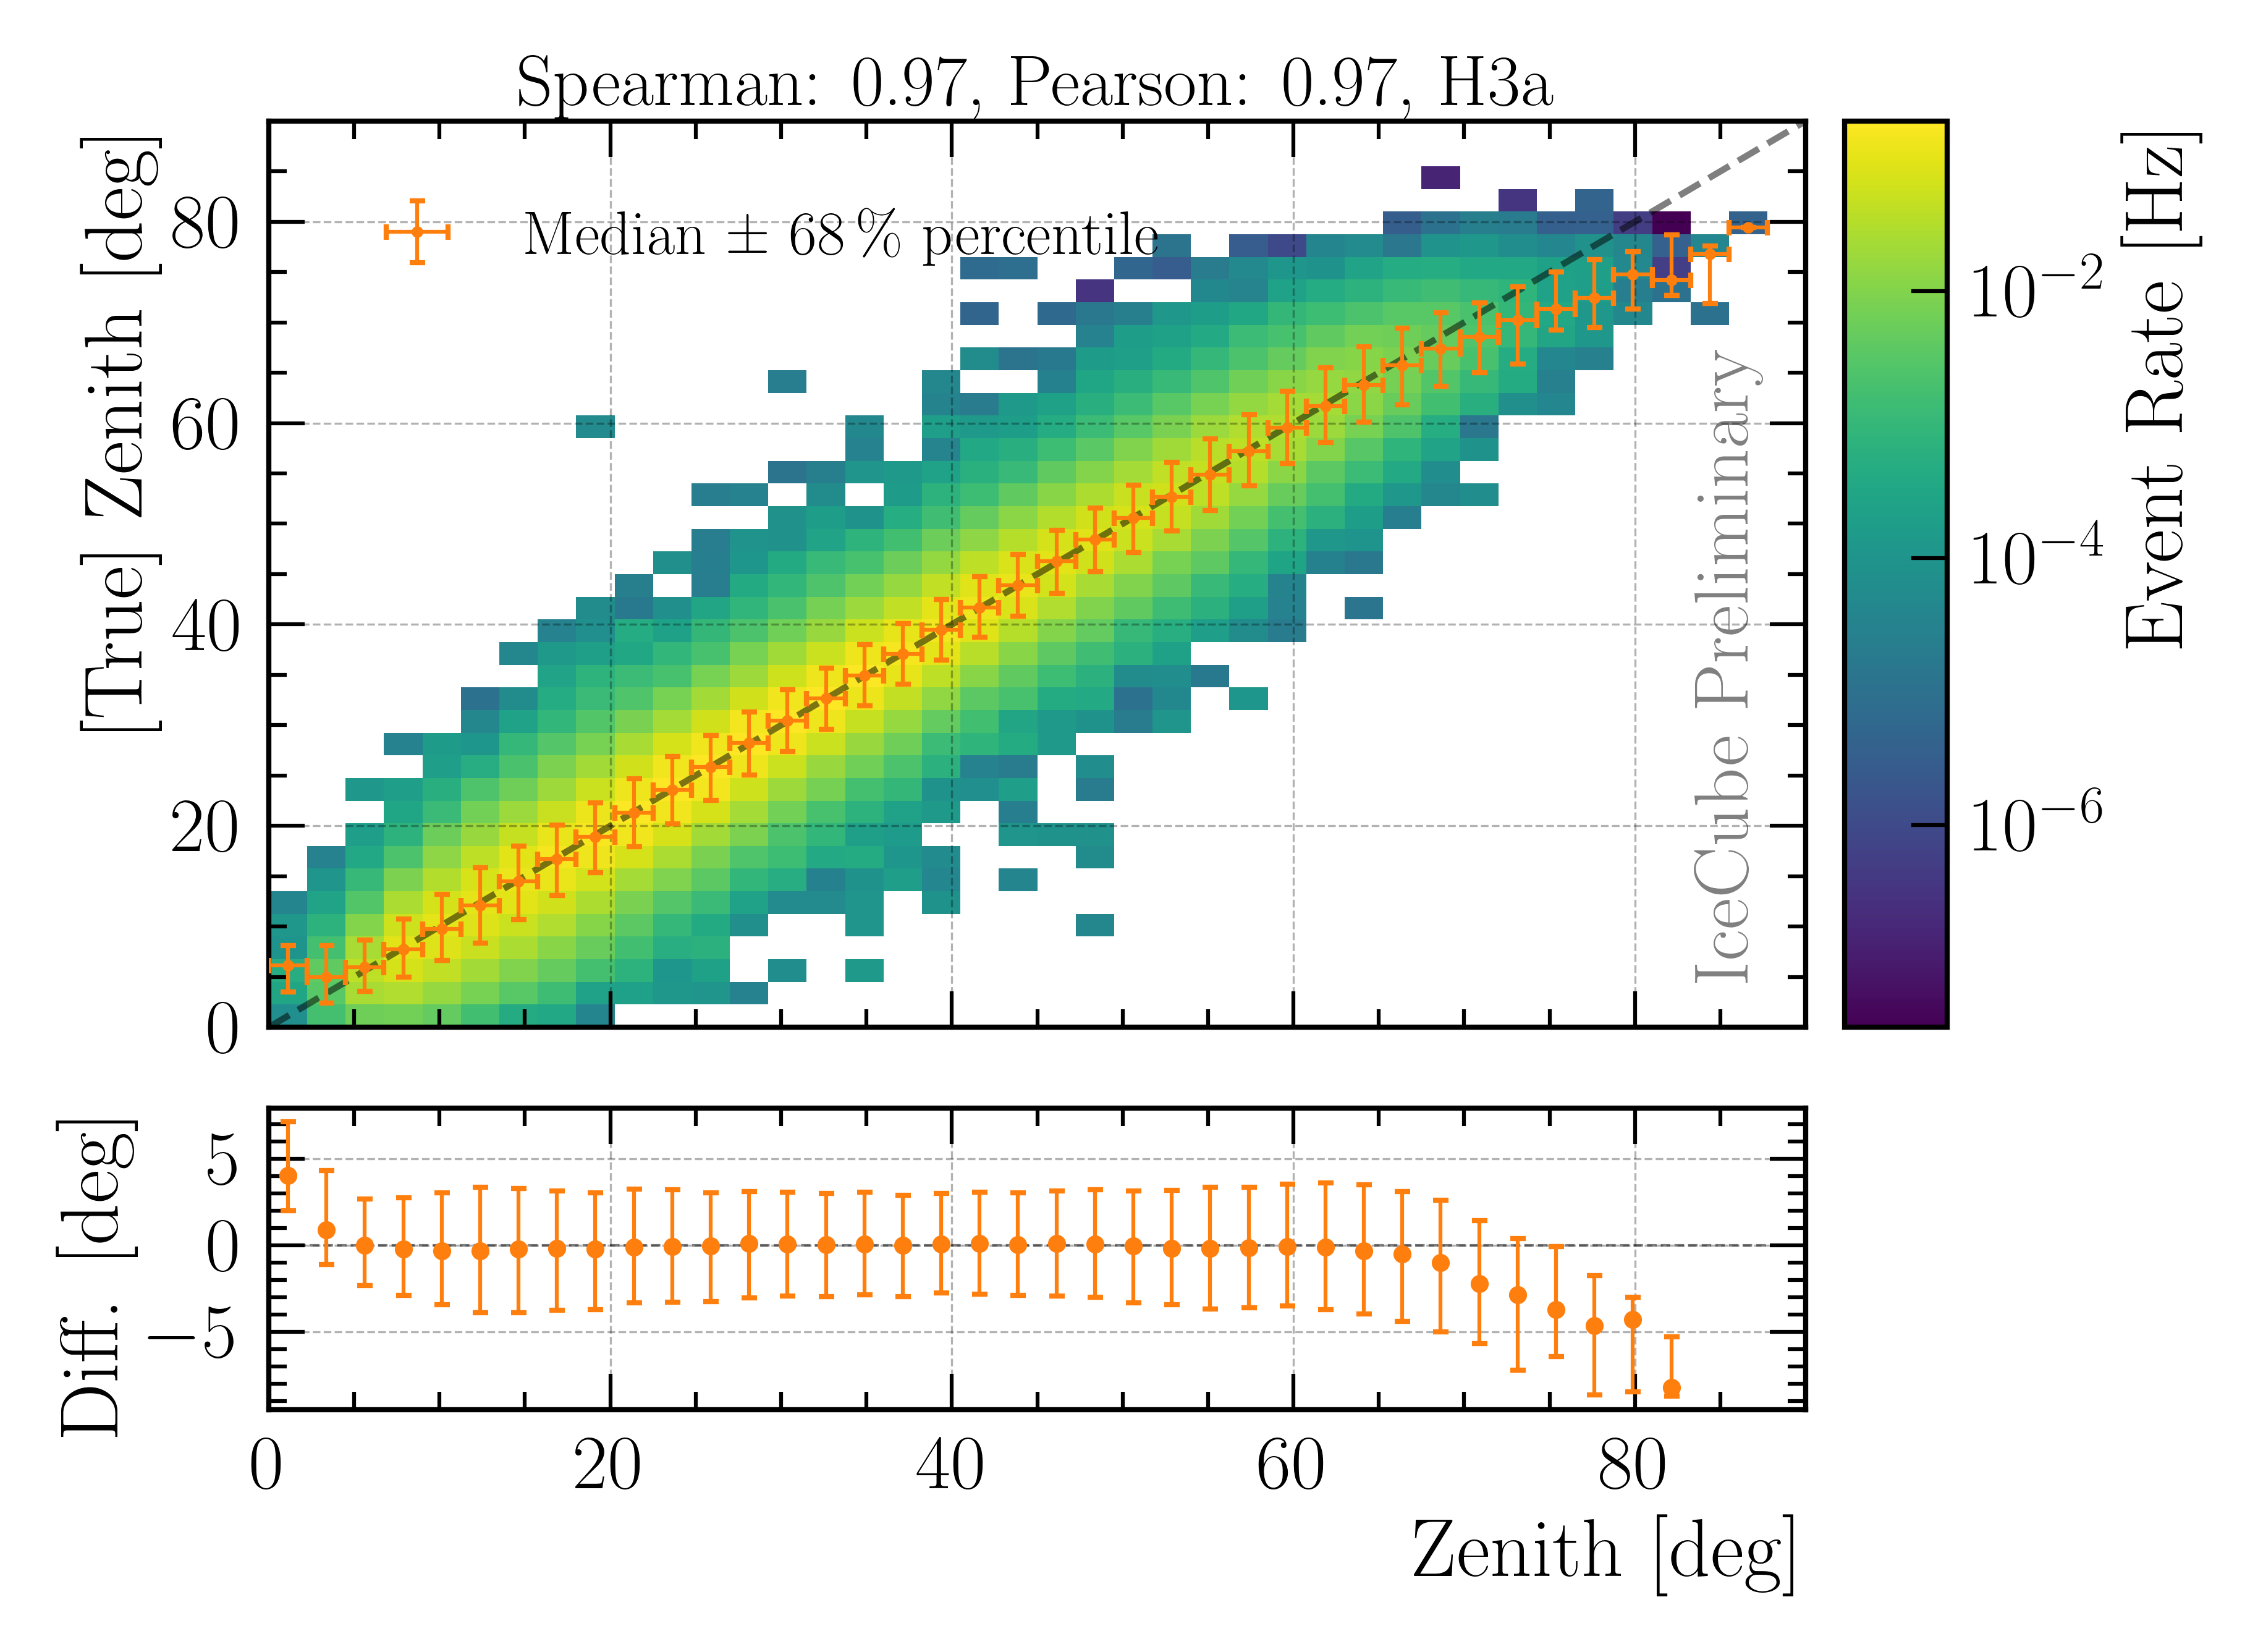 Spearman: 0.97, Pearson: 0.97, H3a
[True] Zenith [deg]
80
60
40
20
0
Median ± 68 % percentile
IceCube Preliminary
10⁻²
10⁻⁴
10⁻⁶
Event Rate [Hz]
Diff. [deg]
5
0
−5
0 20 40 60 80
Zenith [deg]